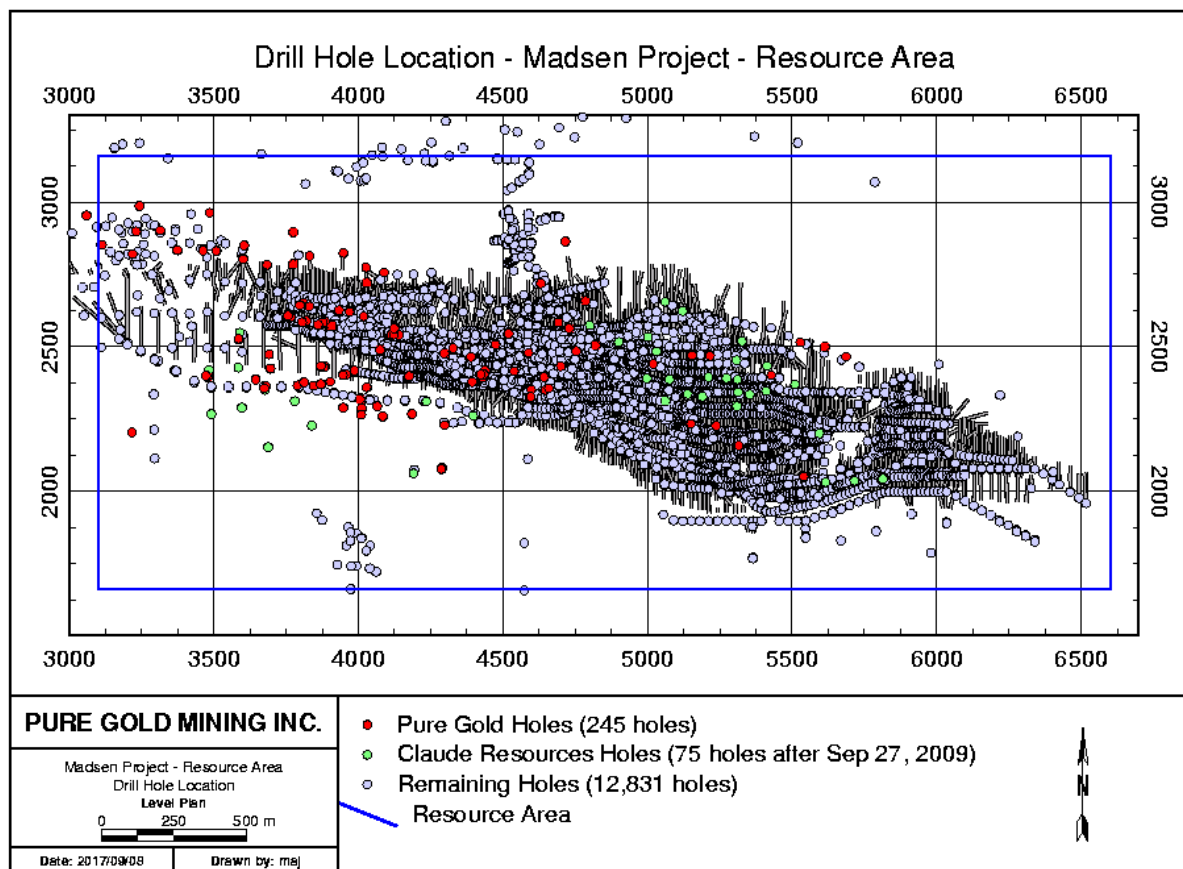 Drill Hole Location - Madsen Project - Resource Area
3000 3500 4000 4500 5000 5500 6000 6500
3000 3000
2500 2500
2000 2000
3000 3500 4000 4500 5000 5500 6000 6500
PURE GOLD MINING INC.
Madsen Project - Resource Area
Drill Hole Location
Level Plan
0 250 500 m
Date: 2017/09/08 Drawn by: maj
Pure Gold Holes (245 holes)
Claude Resources Holes (75 holes after Sep 27, 2009)
Remaining Holes (12,831 holes)
Resource Area
N